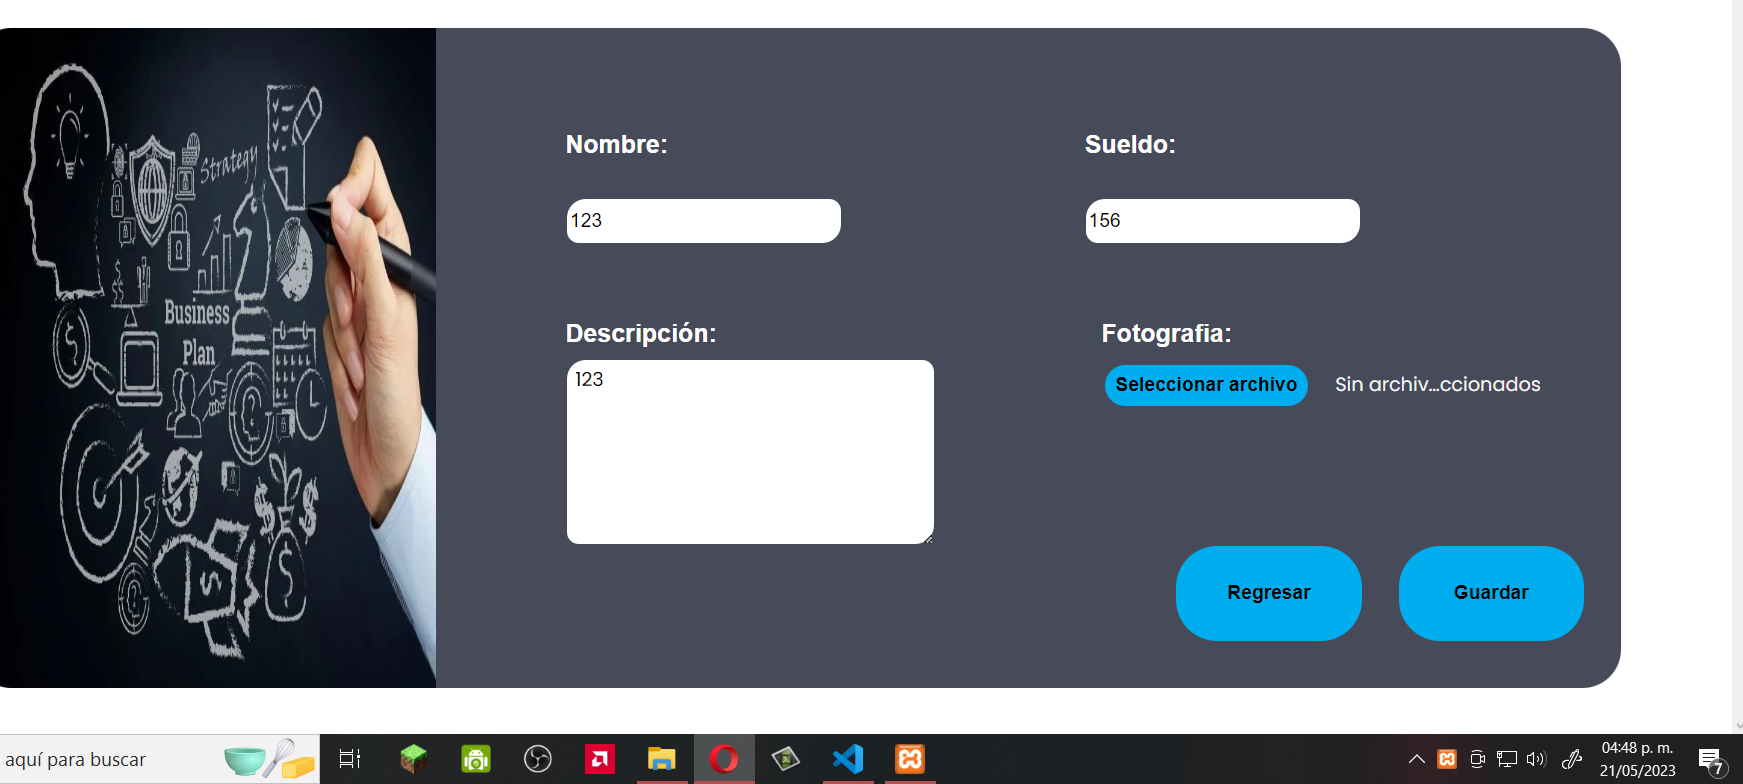 Strategy
Business
Plan
Nombre:
Sueldo:
123
156
Descripción:
Fotografia:
123
Seleccionar archivo
Sin archiv...ccionados
Regresar
Guardar
aquí para buscar
04:48 p. m.
21/05/2023
7